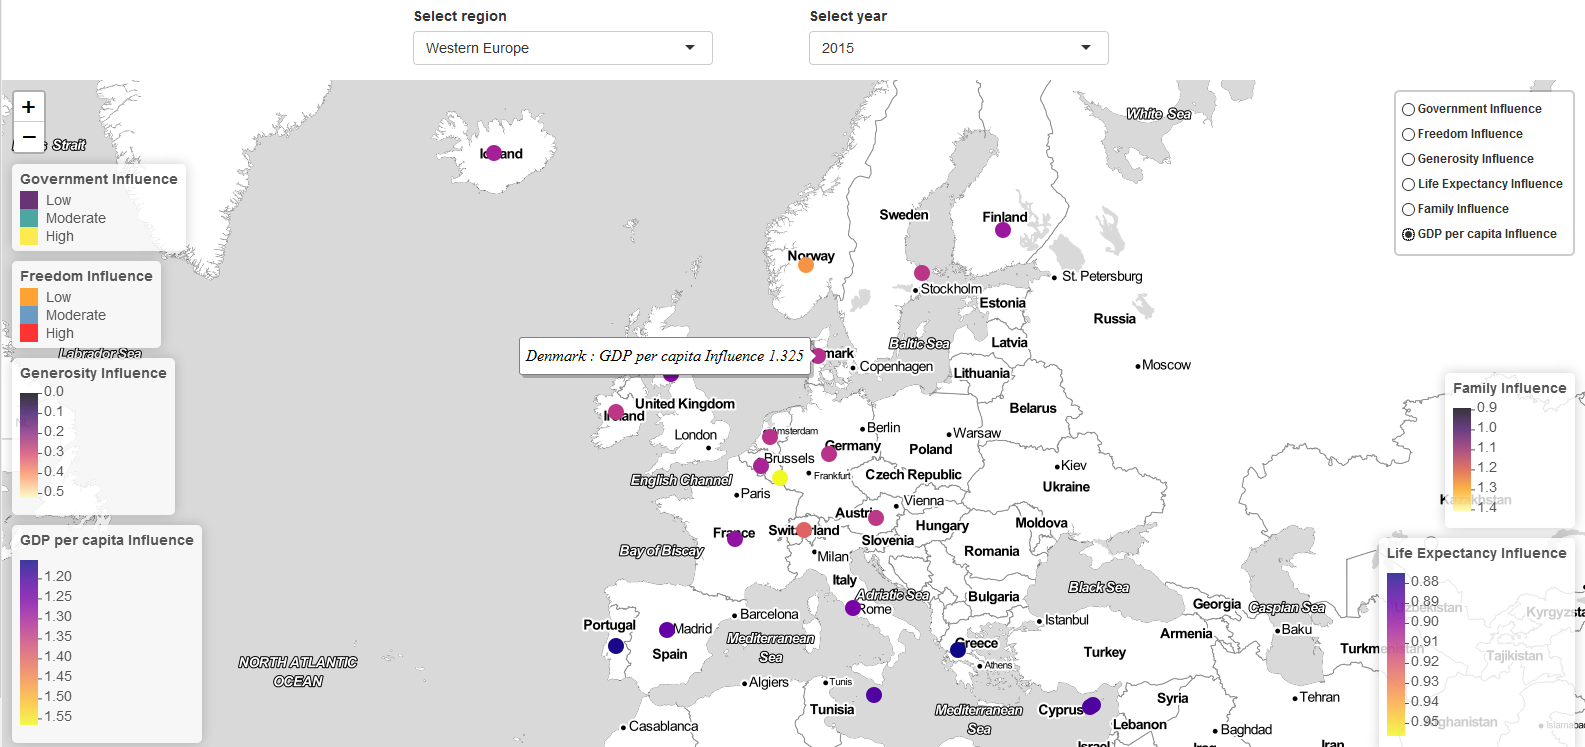 Select region
Select year
Western Europe
2015
+
−
Strait
White Sea
Government Influence
Freedom Influence
Generosity Influence
Life Expectancy Influence
Family Influence
GDP per capita Influence
Government Influence
Low
Moderate
High
Freedom Influence
Low
Moderate
High
Labrador Sea
Generosity Influence
0.0
0.1
0.2
0.3
0.4
0.5
GDP per capita Influence
1.20
1.25
1.30
1.35
1.40
1.45
1.50
1.55
Iceland
Sweden
Finland
Norway
St. Petersburg
Stockholm
Estonia
Russia
Baltic Sea
Latvia
Denmark : GDP per capita Influence 1.325
mark
Copenhagen
Moscow
Lithuania
United Kingdom
Ireland
Belarus
London
Amsterdam
Berlin
Warsaw
Germany
Poland
Brussels
Kiev
English Channel
Frankfurt
Czech Republic
Ukraine
Paris
Vienna
Austria
France
Switzerland
Hungary
Moldova
Slovenia
Bay of Biscay
Milan
Romania
Italy
Adriatic Sea
Bulgaria
Black Sea
Rome
Georgia
Caspian Sea
Barcelona
Istanbul
Portugal
Madrid
Mediterranean
Sea
Greece
Armenia
Baku
Spain
Athens
Turkey
NORTH ATLANTIC
OCEAN
Algiers
Tunis
Syria
Tehran
Tunisia
Mediterranean
Sea
Cyprus
Lebanon
Casablanca
Baghdad
Israel
Iraq
Iran
Family Influence
0.9
1.0
1.1
1.2
1.3
1.4
Kazakhstan
Life Expectancy Influence
0.88
0.89
0.90
0.91
0.92
0.93
0.94
0.95
Uzbekistan
Kyrgyzsta
Turkmenistan
Tajikistan
Afghanistan
Islamabad